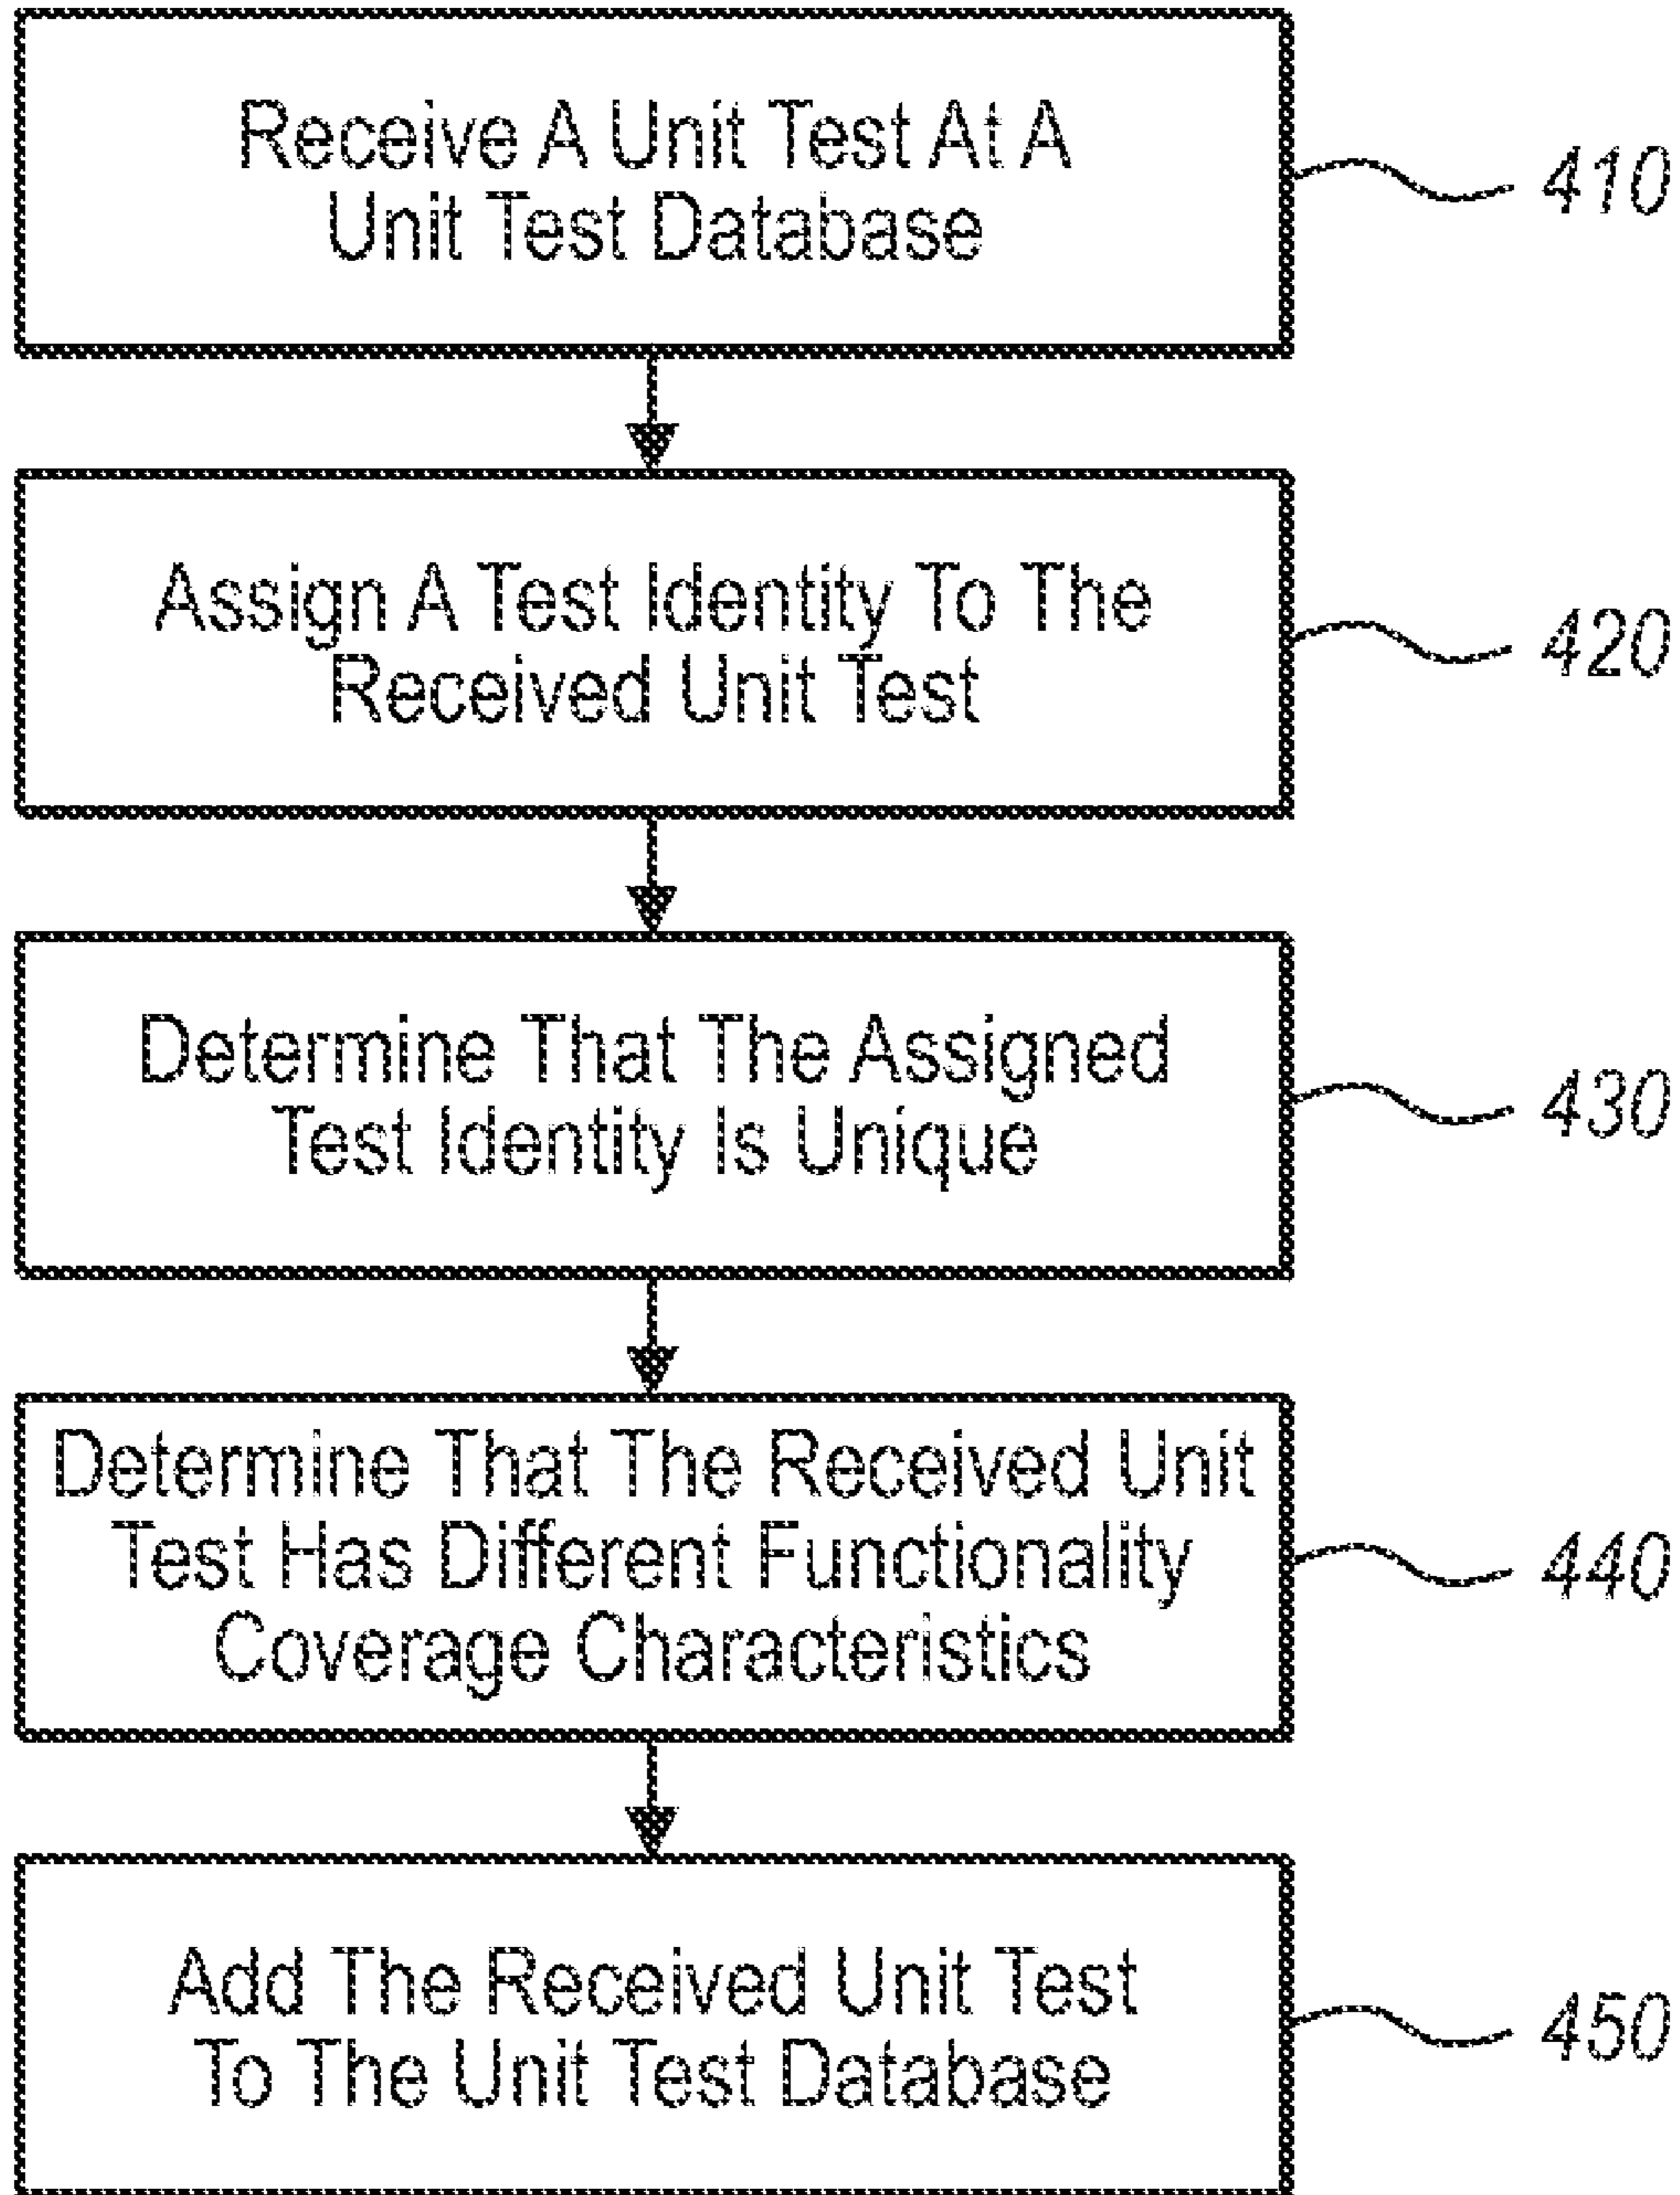 Receive A Unit Test At A
Unit Test Database
410
Assign A Test Identity To The
Received Unit Test
420
Determine That The Assigned
Test Identity Is Unique
430
Determine That The Received Unit
Test Has Different Functionality
Coverage Characteristics
440
Add The Received Unit Test
To The Unit Test Database
450